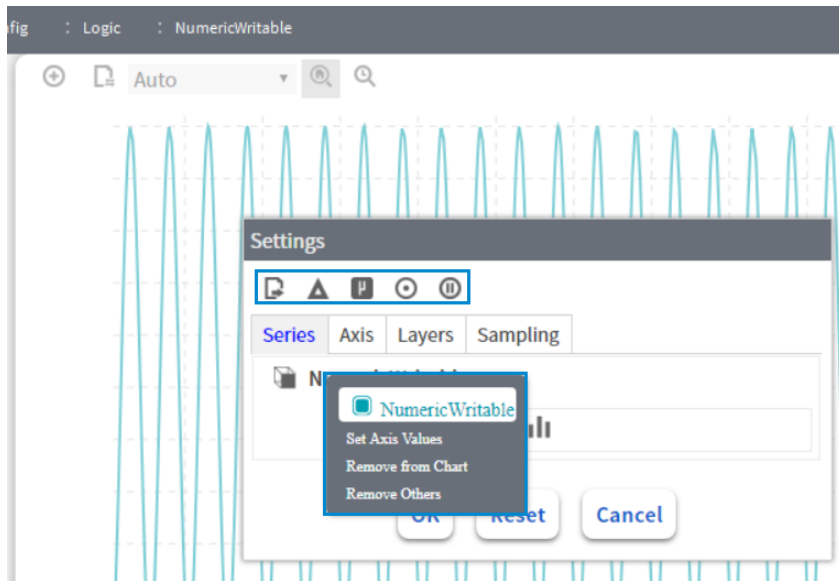 fig : Logic : NumericWritable
Auto
Settings
μ
Series Axis Layers Sampling
NumericWritable
Set Axis Values
Remove from Chart
Remove Others
OK Reset Cancel